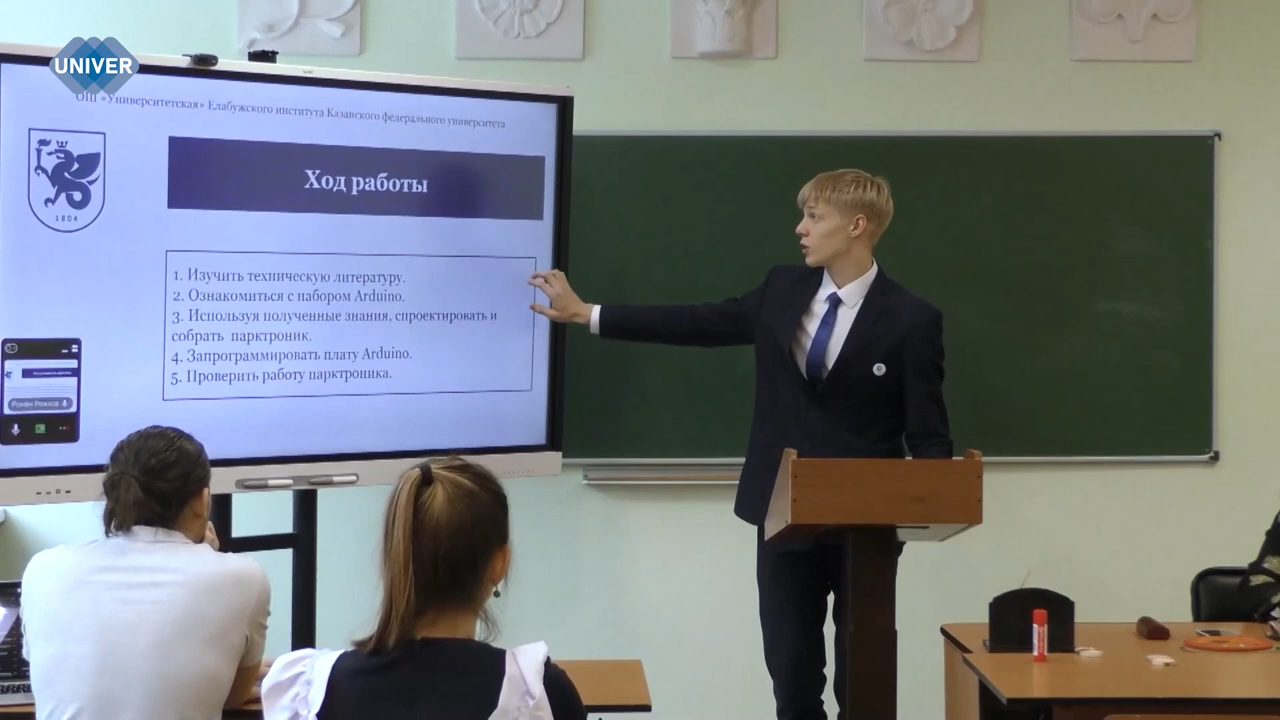 UNIVER
ОШ «Университетская» Елабужского института Казанского федерального университета
1804
Ход работы
1. Изучить техническую литературу.
2. Ознакомиться с набором Arduino.
3. Используя полученные знания, спроектировать и
собрать парктроник.
4. Запрограммировать плату Arduino.
5. Проверить работу парктроника.
Роман Рожков